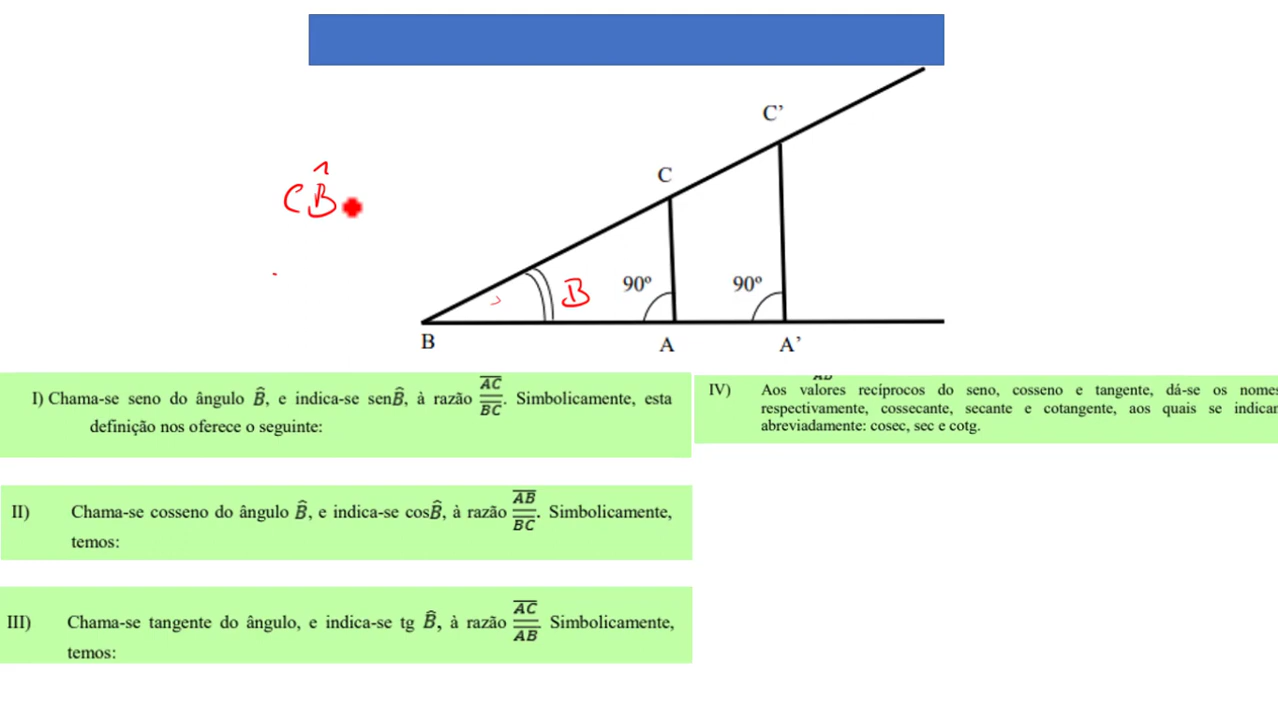 C'
C
CB̂
90º
90º
B
B
A
A'
I) Chama-se seno do ângulo B̂, e indica-se senB̂, à razão AC/BC. Simbolicamente, esta
definição nos oferece o seguinte:
II) Chama-se cosseno do ângulo B̂, e indica-se cosB̂, à razão AB/BC. Simbolicamente,
temos:
III) Chama-se tangente do ângulo, e indica-se tg B̂, à razão AC/AB Simbolicamente,
temos:
IV) Aos valores recíprocos do seno, cosseno e tangente, dá-se os nomes
respectivamente, cossecante, secante e cotangente, aos quais se indicar
abreviadamente: cosec, sec e cotg.